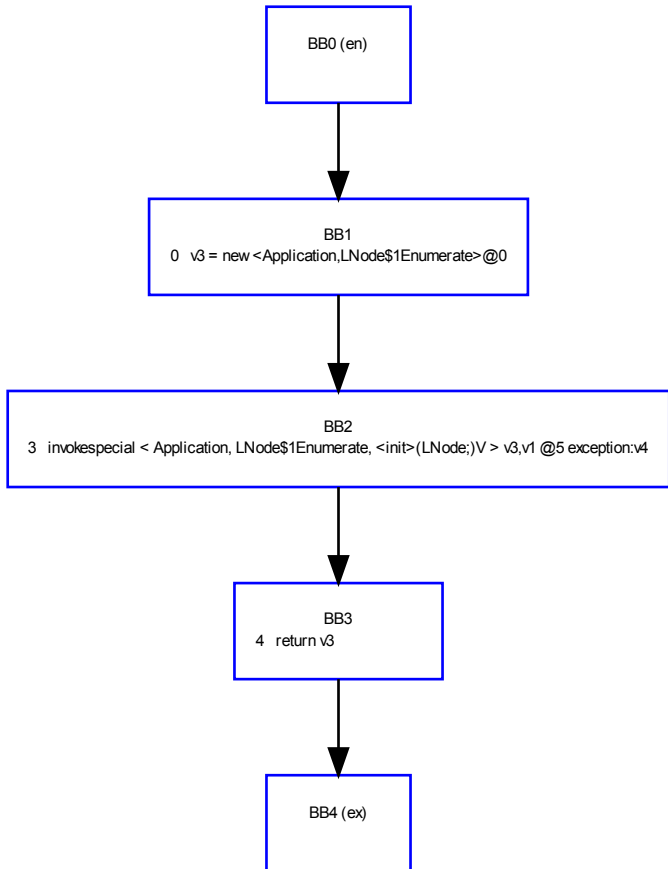 BB0 (en)
BB1
0 v3 = new <Application,LNode$1Enumerate>@0
BB2
3 invokespecial < Application, LNode$1Enumerate, <init>(LNode;)V > v3,v1 @5 exception:v4
BB3
4 return v3
BB4 (ex)